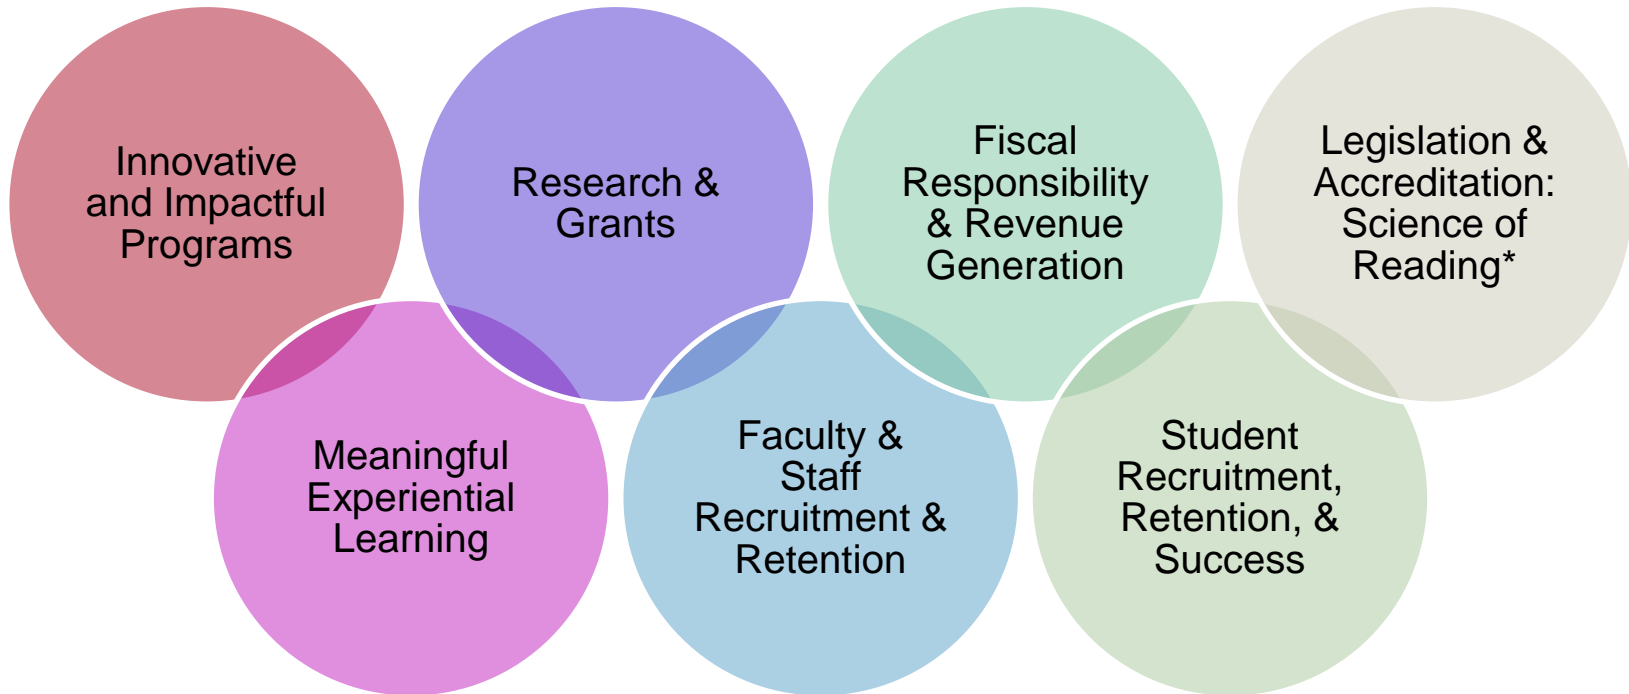 Innovative
and Impactful
Programs
Research &
Grants
Fiscal
Responsibility
& Revenue
Generation
Legislation &
Accreditation:
Science of
Reading*
Meaningful
Experiential
Learning
Faculty &
Staff
Recruitment &
Retention
Student
Recruitment,
Retention, &
Success